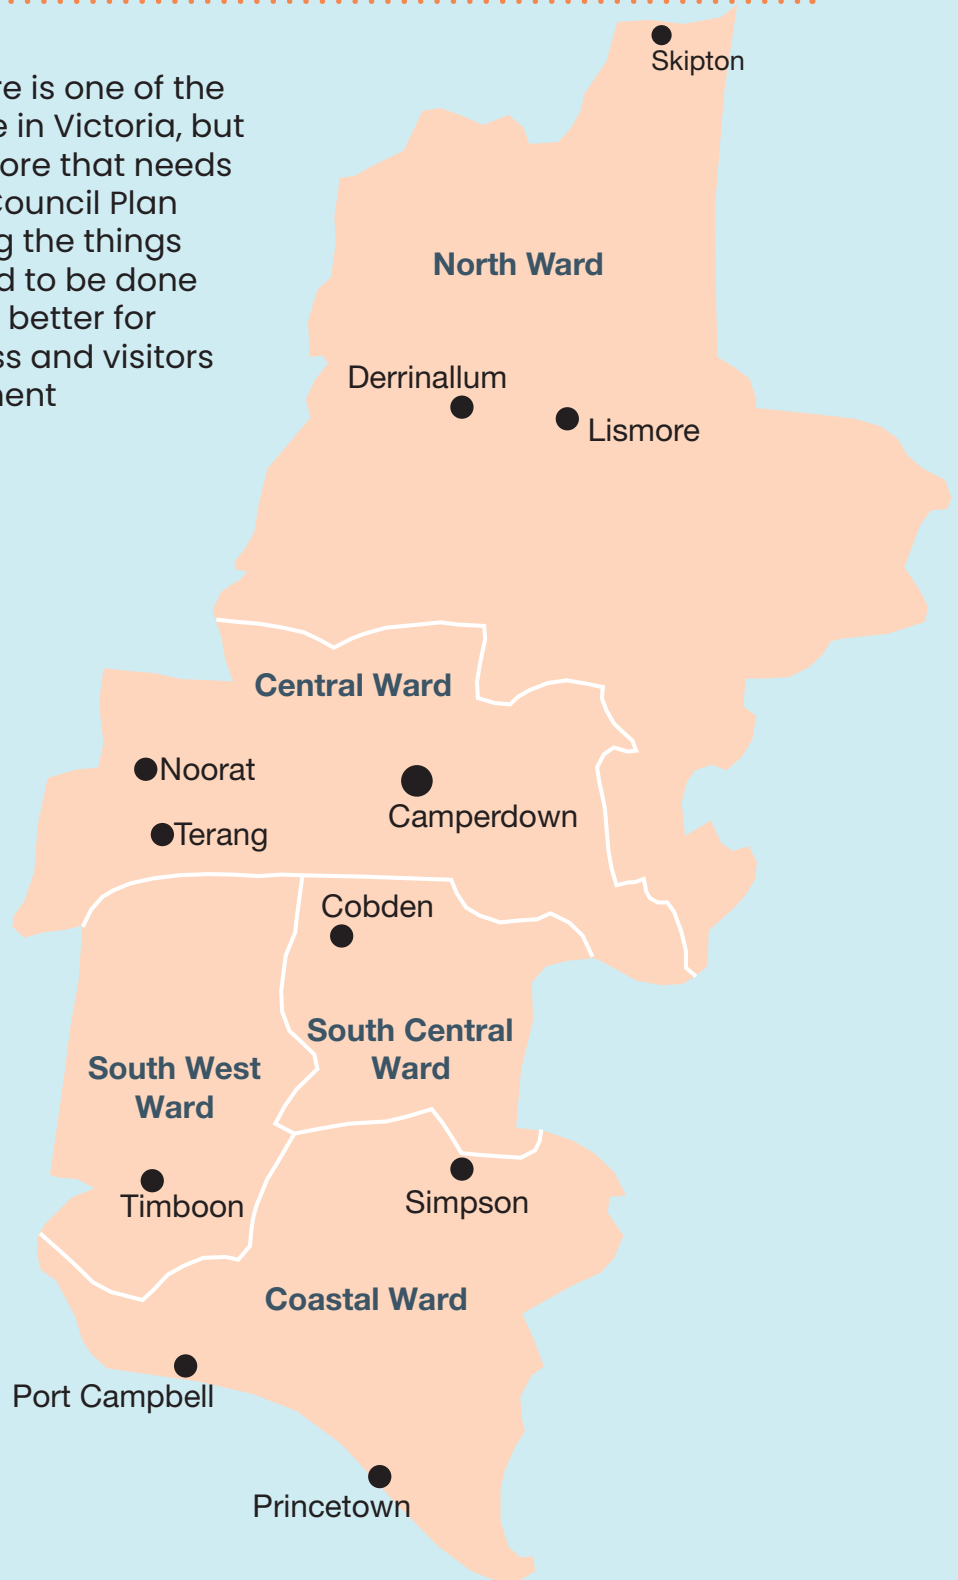 re is one of the
e in Victoria, but
ore that needs
Council Plan
g the things
d to be done
better for
ss and visitors
nent
Skipton
North Ward
Derrinallum
Lismore
Central Ward
Noorat
Camperdown
Terang
Cobden
South Central
Ward
South West
Ward
Timboon
Simpson
Coastal Ward
Port Campbell
Princetown